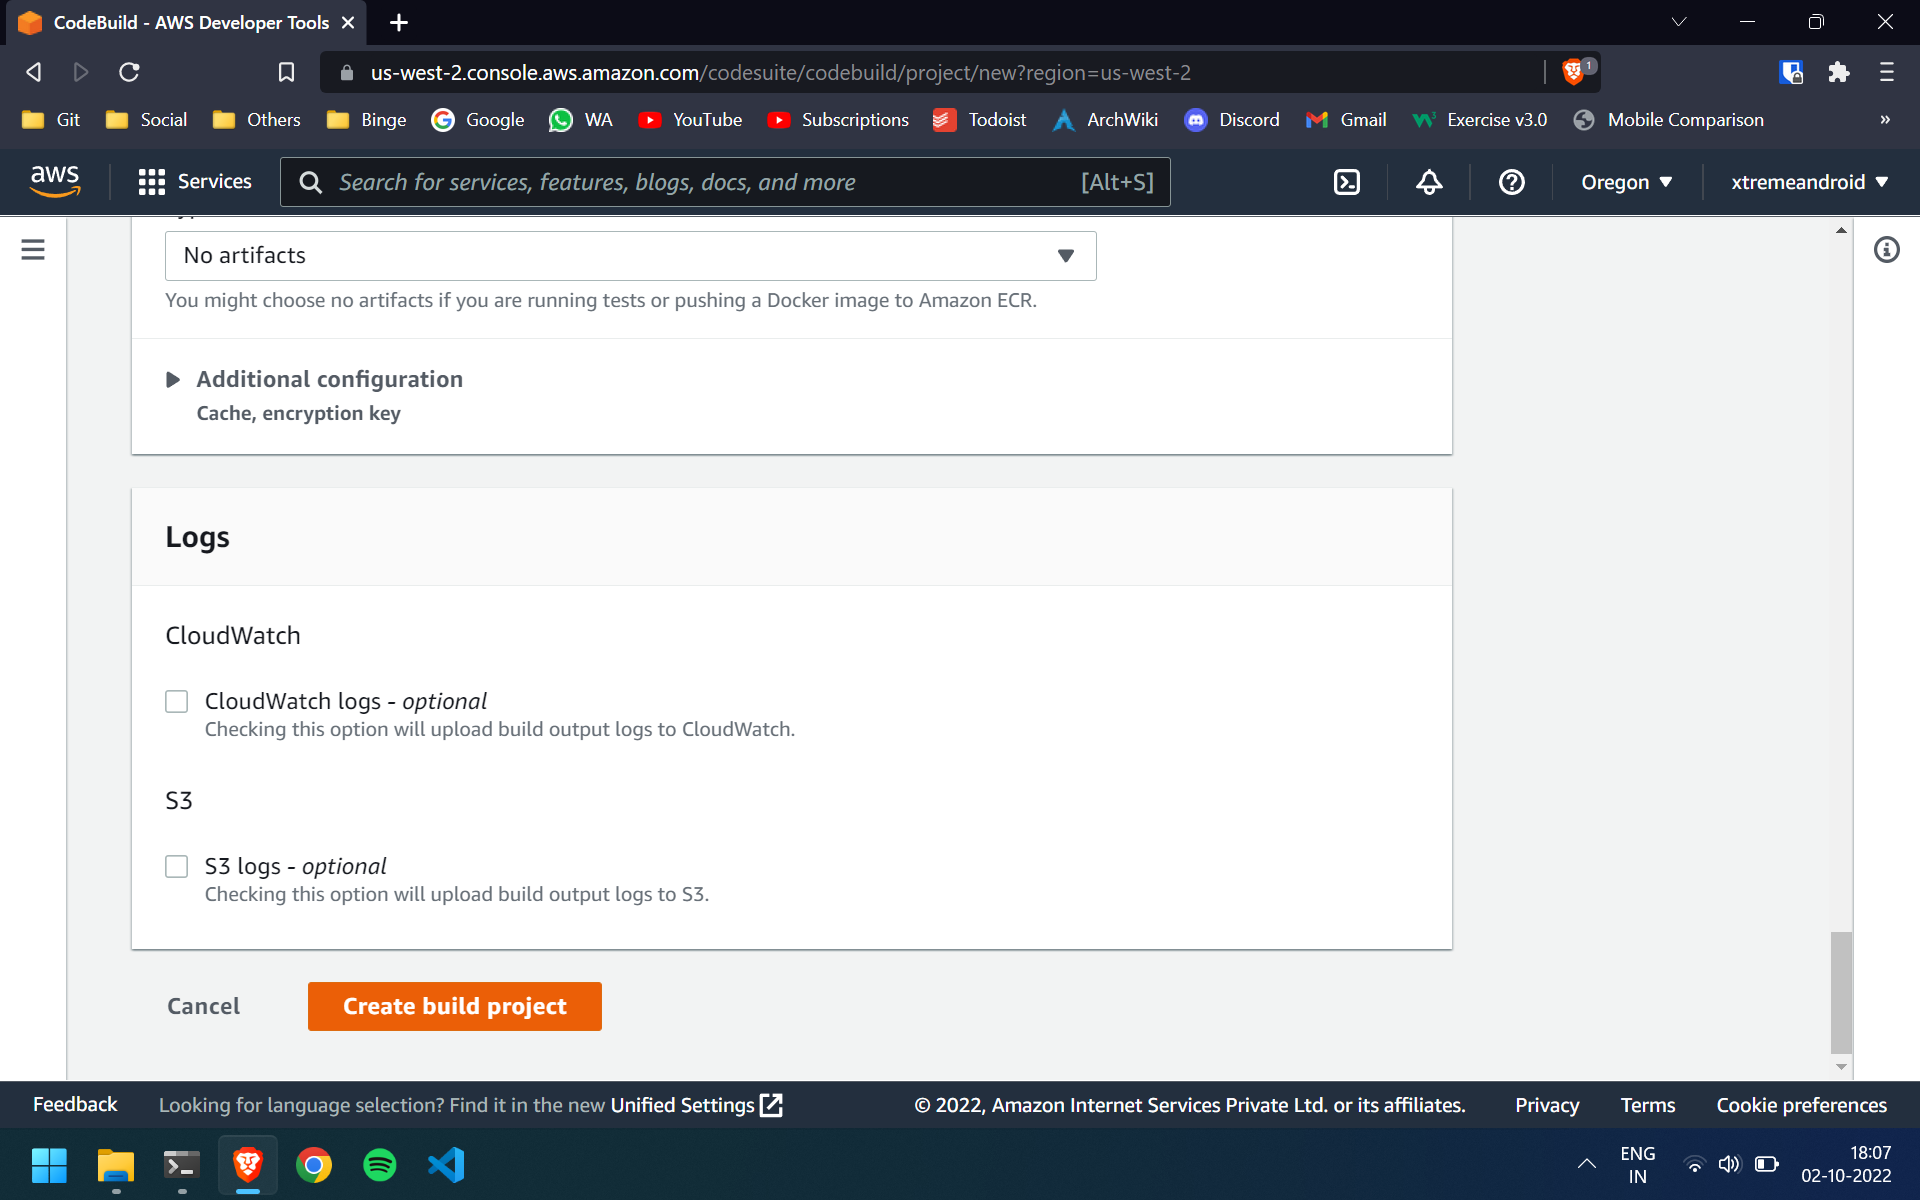 CodeBuild - AWS Developer Tools
us-west-2.console.aws.amazon.com/codesuite/codebuild/project/new?region=us-west-2
1
Git Social Others Binge Google WA YouTube Subscriptions Todoist ArchWiki Discord Gmail Exercise v3.0 Mobile Comparison »
aws Services Search for services, features, blogs, docs, and more [Alt+S] Oregon xtremeandroid
No artifacts
You might choose no artifacts if you are running tests or pushing a Docker image to Amazon ECR.
Additional configuration
Cache, encryption key
Logs
CloudWatch
CloudWatch logs - optional
Checking this option will upload build output logs to CloudWatch.
S3
S3 logs - optional
Checking this option will upload build output logs to S3.
Cancel Create build project
Feedback Looking for language selection? Find it in the new Unified Settings © 2022, Amazon Internet Services Private Ltd. or its affiliates. Privacy Terms Cookie preferences
ENG
IN
18:07
02-10-2022